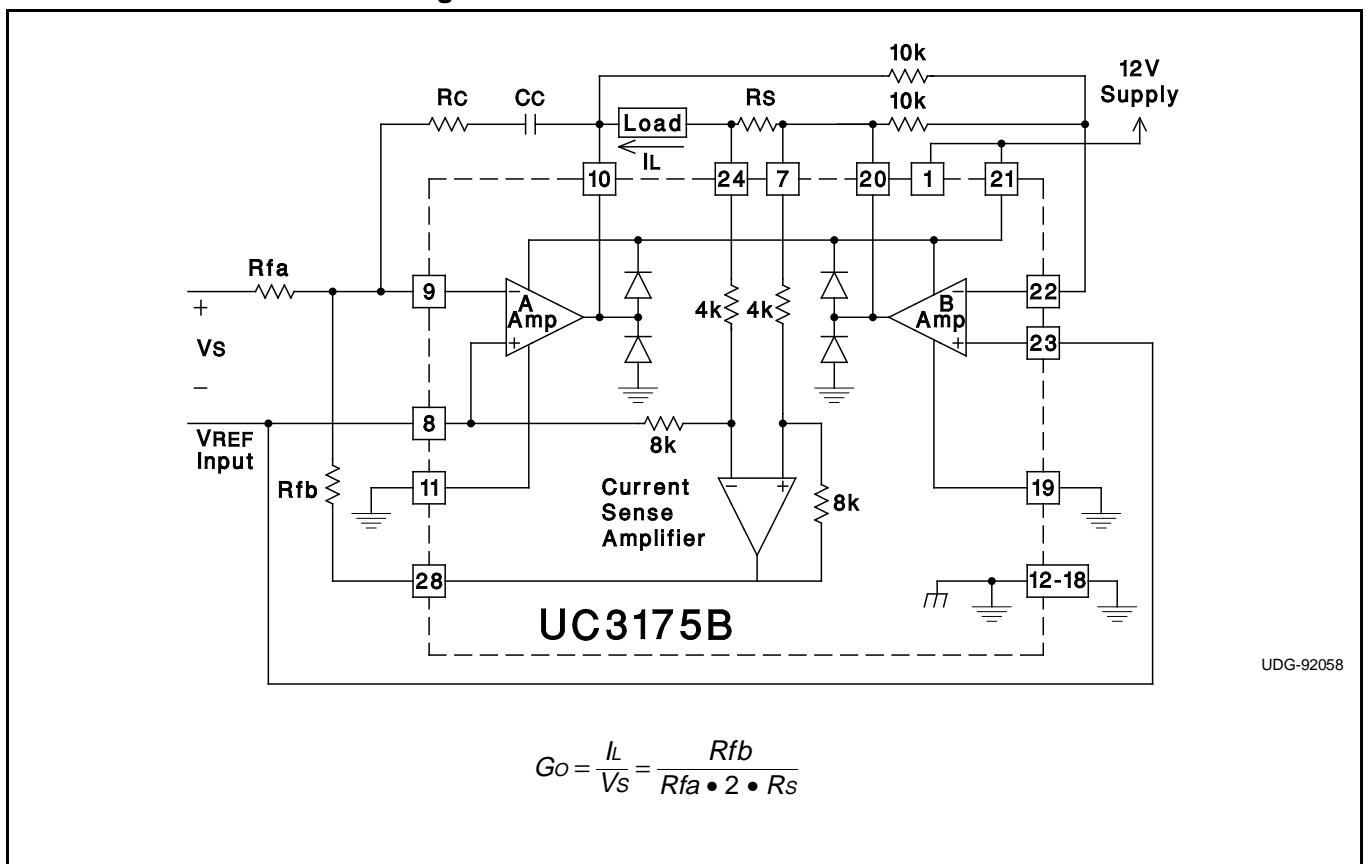 10k
12V
Supply
Rc Cc Rs 10k
Load
IL
10 24 7 20 1 21
Rfa
+
Vs
−
9 − A Amp +
4k 4k
B Amp − +
22
23
8
VREF
Input
8k
Rfb
11
Current
Sense
Amplifier
− +
8k
19
28
12-18
UC3175B
UDG-92058
Go = IL / Vs = Rfb / Rfa • 2 • Rs